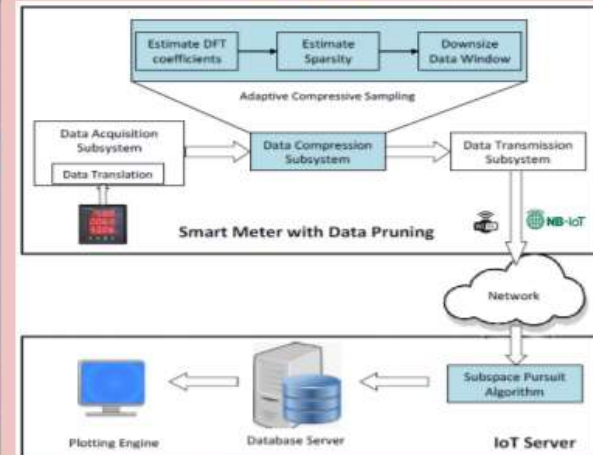 Estimate DFT
coefficients
Estimate
Sparsity
Downsize
Data Window
Adaptive Compressive Sampling
Data Acquisition
Subsystem
Data Translation
Data Compression
Subsystem
Data Transmission
Subsystem
Smart Meter with Data Pruning
NB-IoT
Network
Subspace Pursuit
Algorithm
Database Server
Plotting Engine
IoT Server